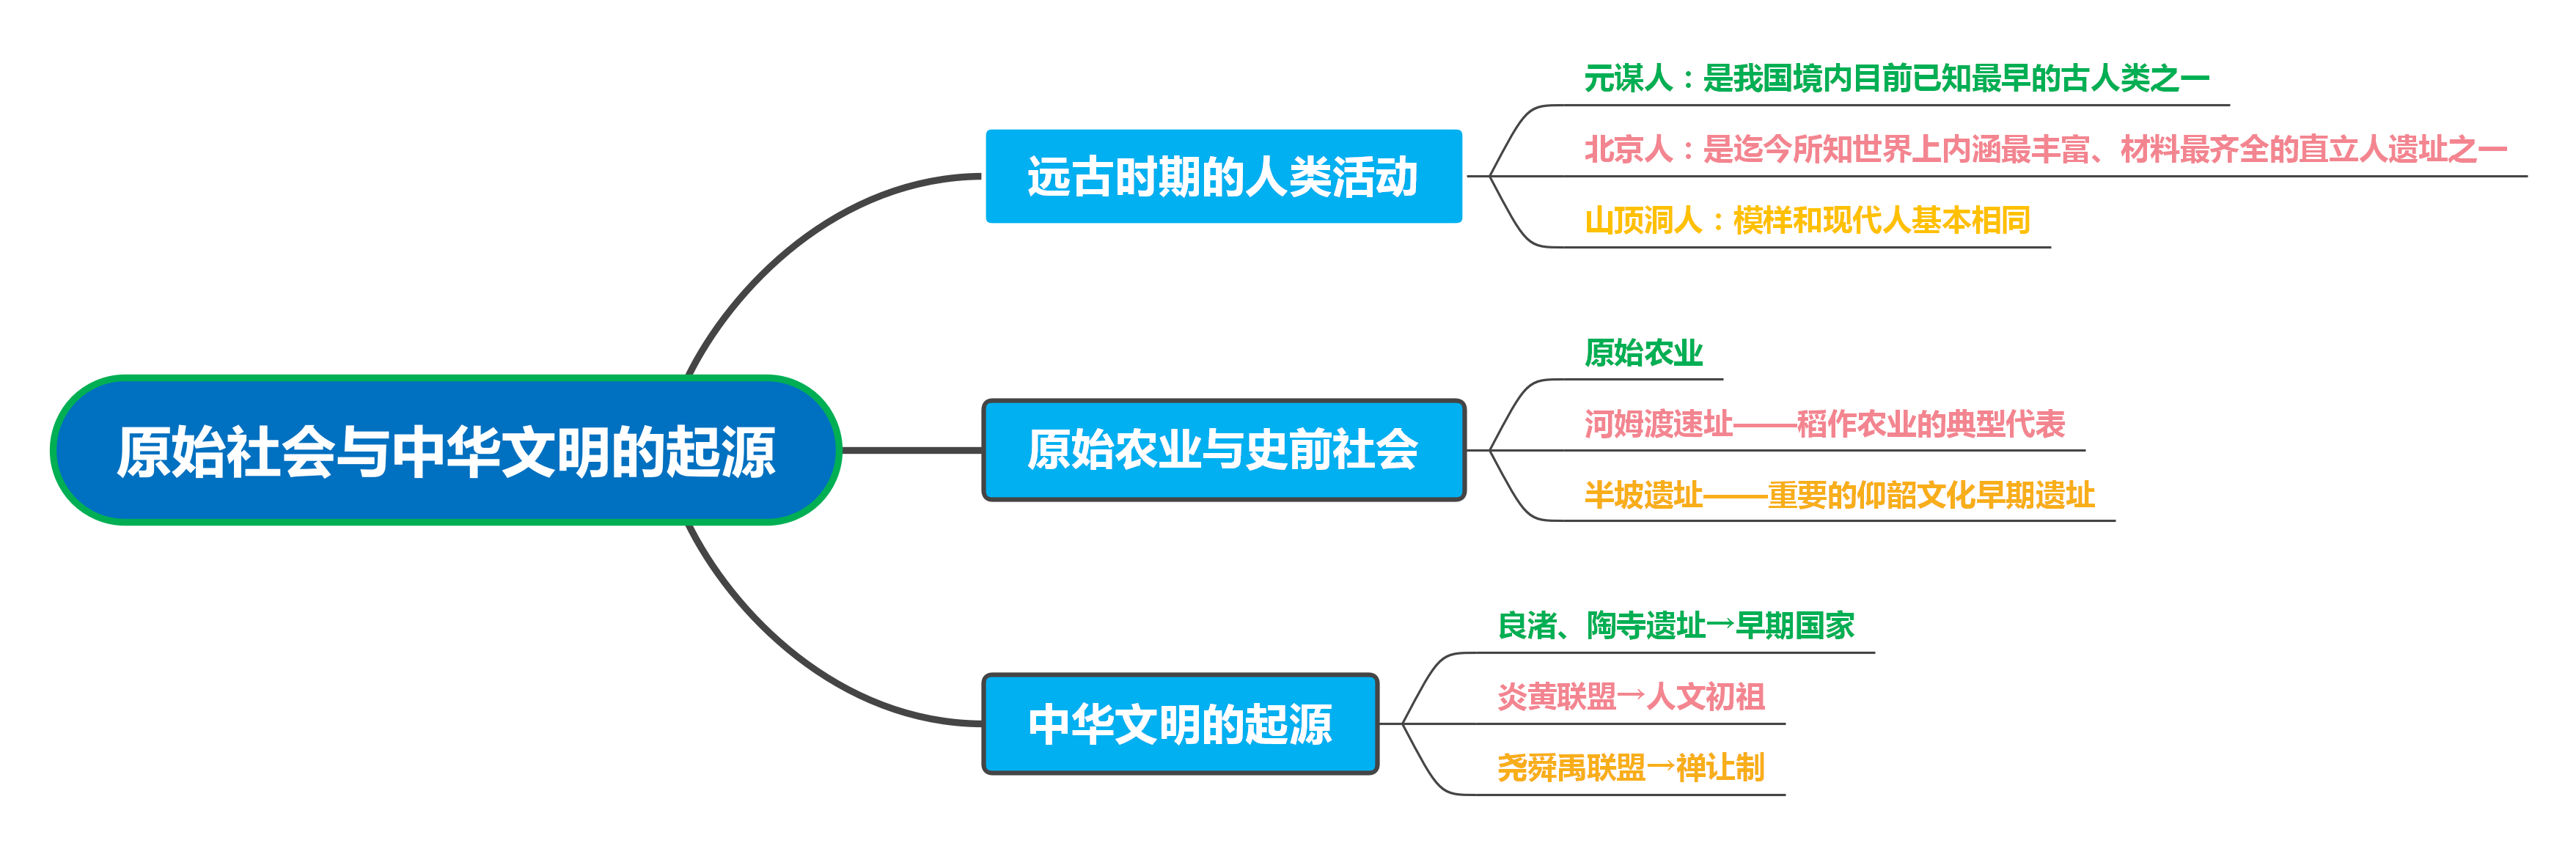 原始社会与中华文明的起源
远古时期的人类活动
元谋人：是我国境内目前已知最早的古人类之一
北京人：是迄今所知世界上内涵最丰富、材料最齐全的直立人遗址之一
山顶洞人：模样和现代人基本相同
原始农业与史前社会
原始农业
河姆渡速址——稻作农业的典型代表
半坡遗址——重要的仰韶文化早期遗址
中华文明的起源
良渚、陶寺遗址→早期国家
炎黄联盟→人文初祖
尧舜禹联盟→禅让制